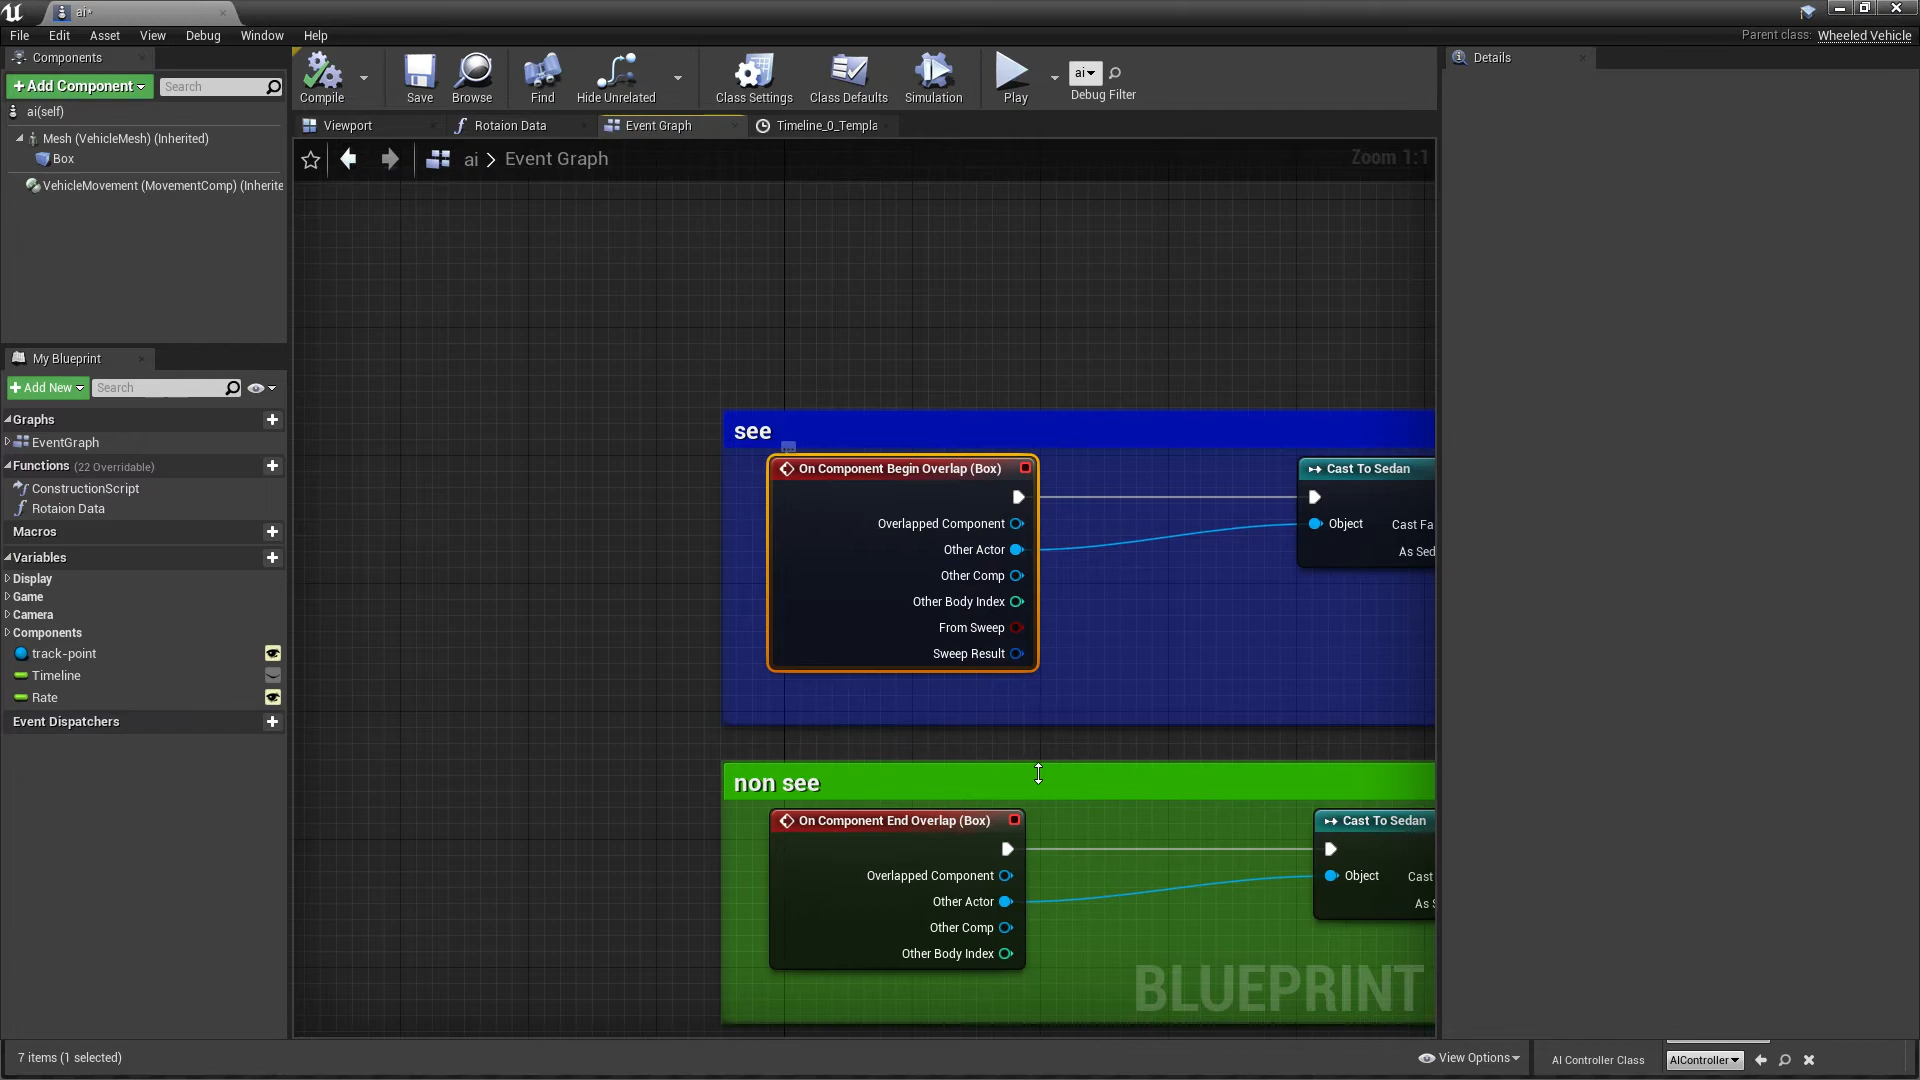 ai*
File Edit Asset View Debug Window Help
Parent class: Wheeled Vehicle
Components
+Add Component
Search
ai(self)
Mesh (VehicleMesh) (Inherited)
Box
VehicleMovement (MovementComp) (Inherite
Compile
Save
Browse
Find
Hide Unrelated
Class Settings
Class Defaults
Simulation
Play
ai
Debug Filter
Details
Viewport
Rotaion Data
Event Graph
Timeline_0_Templa
ai > Event Graph
Zoom 1:1
My Blueprint
+Add New
Search
Graphs
EventGraph
Functions (22 Overridable)
ConstructionScript
Rotaion Data
Macros
Variables
Display
Game
Camera
Components
track-point
Timeline
Rate
Event Dispatchers
see
On Component Begin Overlap (Box)
Overlapped Component
Other Actor
Other Comp
Other Body Index
From Sweep
Sweep Result
Cast To Sedan
Object
Cast Fa
As Sed
non see
On Component End Overlap (Box)
Overlapped Component
Other Actor
Other Comp
Other Body Index
Cast To Sedan
Object
Cast
As S
BLUEPRINT
7 items (1 selected)
View Options
AI Controller Class
AIController